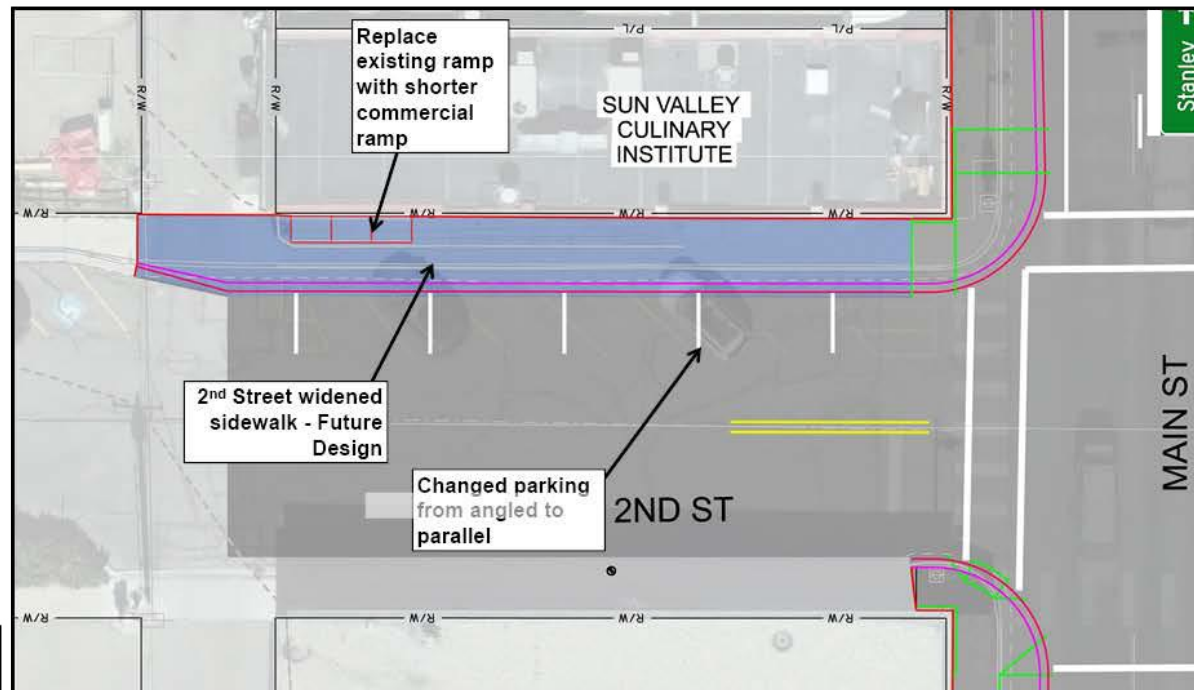 Replace
existing ramp
with shorter
commercial
ramp
P/L
P/L
SUN VALLEY
CULINARY
INSTITUTE
Stanley
R/W
R/W
R/W
R/W
R/W
R/W
R/W
2nd Street widened
sidewalk - Future
Design
Changed parking
from angled to
parallel
2ND ST
MAIN ST
R/W
R/W
R/W
R/W